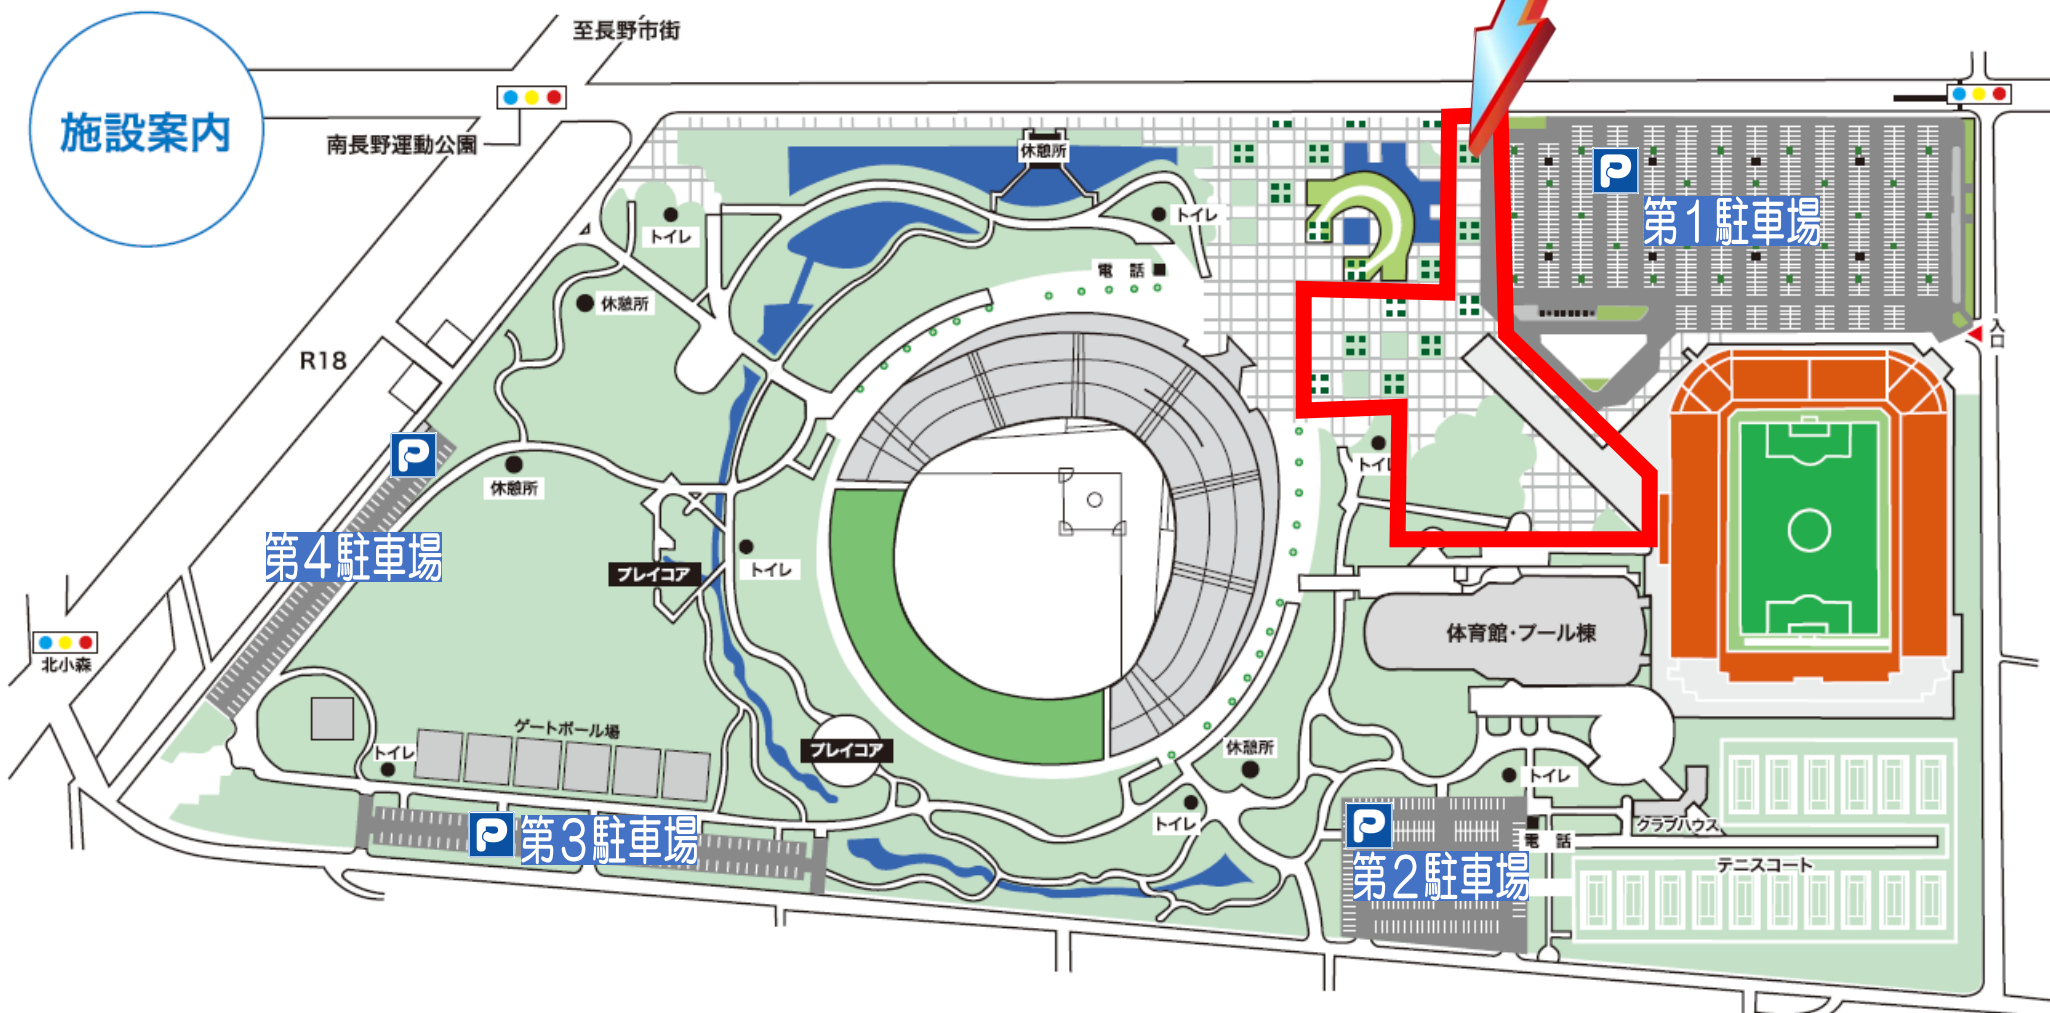 至長野市街
施設案内
南長野運動公園
休憩所
トイレ
トイレ
P
第1駐車場
電 話
休憩所
入口
R18
P
休憩所
トイレ
第4駐車場
プレイコア
トイレ
北小森
体育館・プール棟
ゲートボール場
トイレ
プレイコア
休憩所
トイレ
P
第3駐車場
トイレ
P
クラブハウス
電 話
第2駐車場
テニスコート